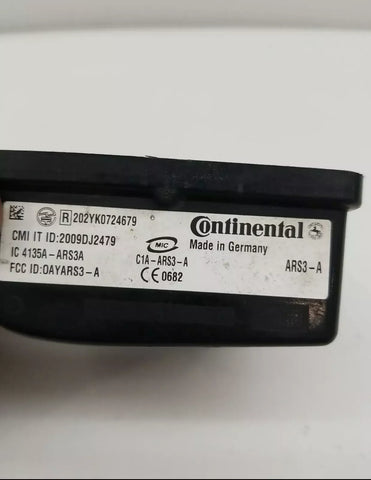 R 202YK0724679
Continental
CMI IT ID:2009DJ2479
MIC
Made in Germany
IC 4135A-ARS3A
C1A-ARS3-A
ARS3-A
FCC ID:OAYARS3-A
CE 0682